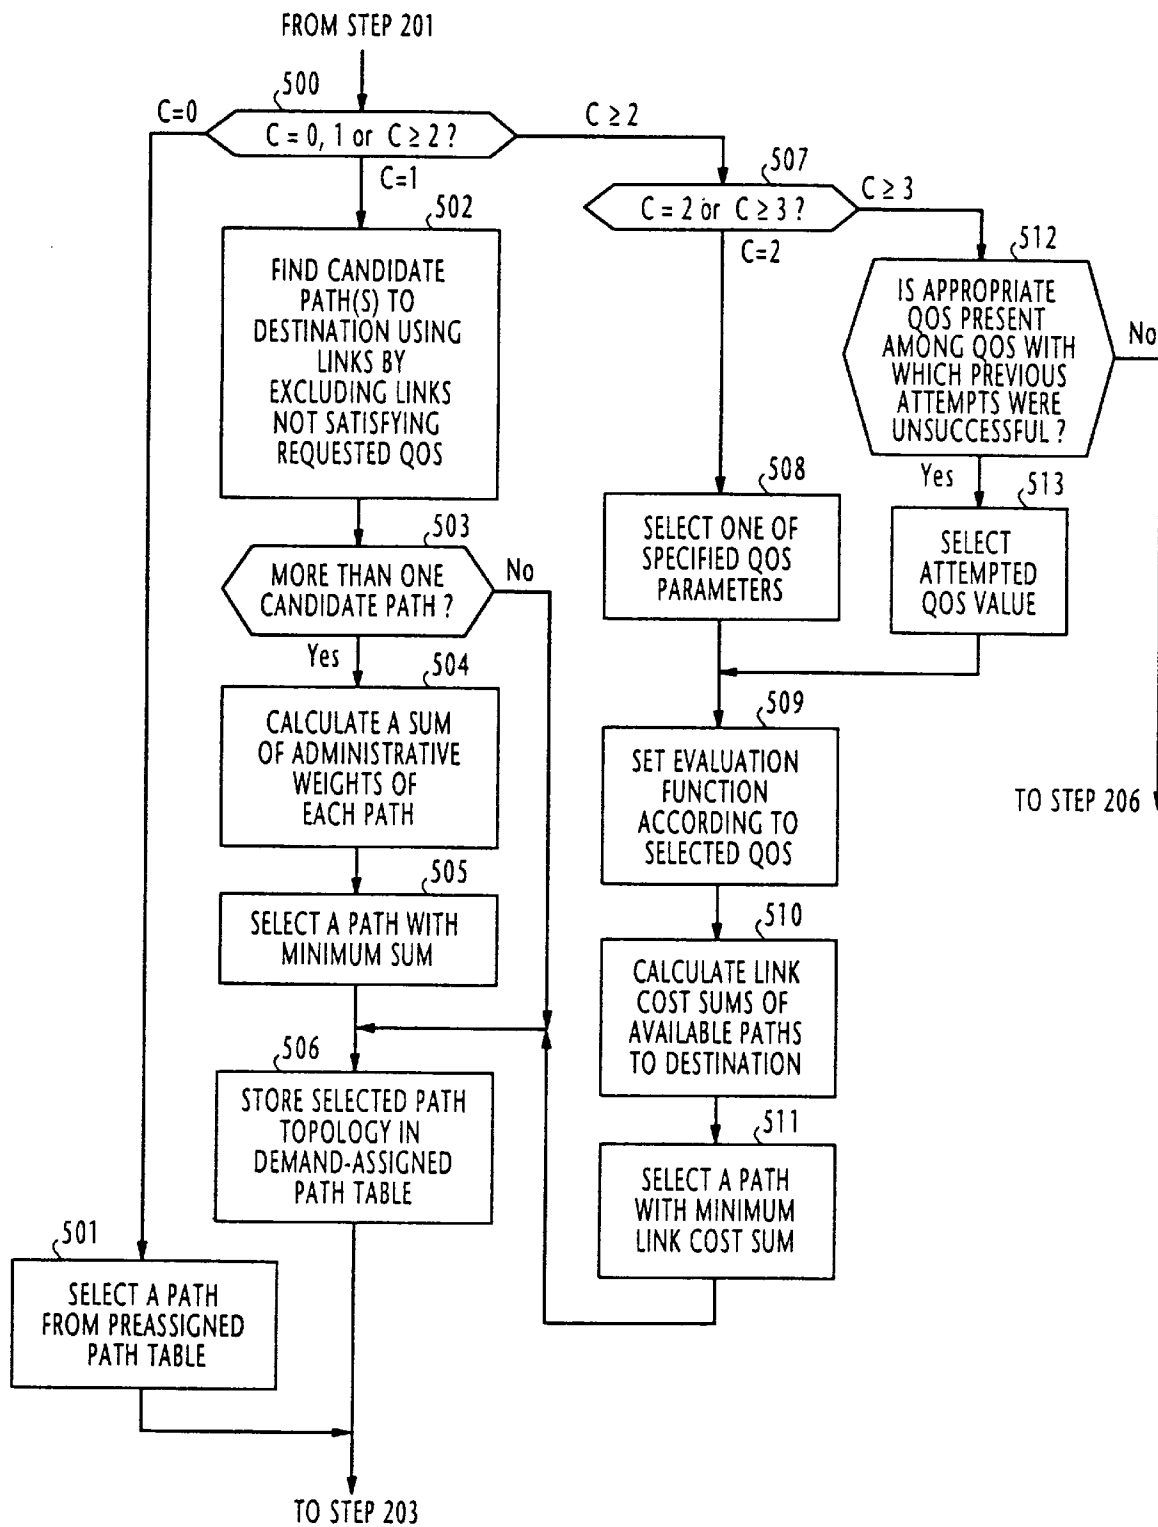 FROM STEP 201
500
C=0
C = 0, 1 or C ≥ 2 ?
C ≥ 2
C=1
507
C = 2 or C ≥ 3 ?
C ≥ 3
C=2
502
FIND CANDIDATE
PATH(S) TO
DESTINATION USING
LINKS BY
EXCLUDING LINKS
NOT SATISFYING
REQUESTED QOS
512
IS APPROPRIATE
QOS PRESENT
AMONG QOS WITH
WHICH PREVIOUS
ATTEMPTS WERE
UNSUCCESSFUL ?
No
Yes
503
MORE THAN ONE
CANDIDATE PATH ?
No
Yes
508
SELECT ONE OF
SPECIFIED QOS
PARAMETERS
513
SELECT
ATTEMPTED
QOS VALUE
504
CALCULATE A SUM
OF ADMINISTRATIVE
WEIGHTS OF
EACH PATH
509
SET EVALUATION
FUNCTION
ACCORDING TO
SELECTED QOS
TO STEP 206
505
SELECT A PATH WITH
MINIMUM SUM
510
CALCULATE LINK
COST SUMS OF
AVAILABLE PATHS
TO DESTINATION
506
STORE SELECTED PATH
TOPOLOGY IN
DEMAND-ASSIGNED
PATH TABLE
511
SELECT A PATH
WITH MINIMUM
LINK COST SUM
501
SELECT A PATH
FROM PREASSIGNED
PATH TABLE
TO STEP 203